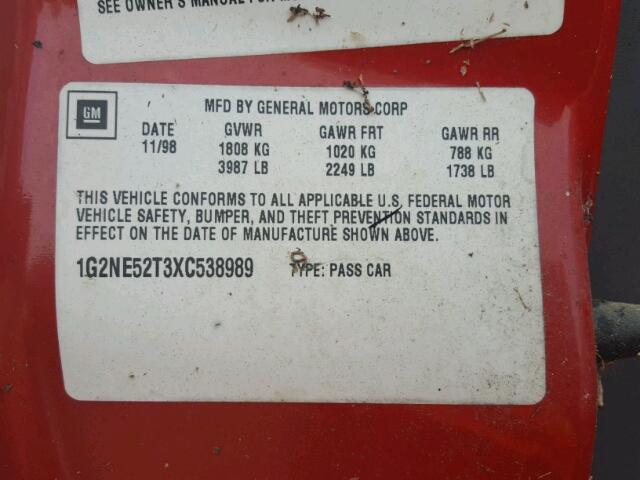 SEE OWNER'S MANUAL FOR
GM
MFD BY GENERAL MOTORS CORP
DATE GVWR GAWR FRT GAWR RR
11/98 1808 KG 1020 KG 788 KG
3987 LB 2249 LB 1738 LB
THIS VEHICLE CONFORMS TO ALL APPLICABLE U.S. FEDERAL MOTOR
VEHICLE SAFETY, BUMPER, AND THEFT PREVENTION STANDARDS IN
EFFECT ON THE DATE OF MANUFACTURE SHOWN ABOVE.
1G2NE52T3XC538989 TYPE: PASS CAR